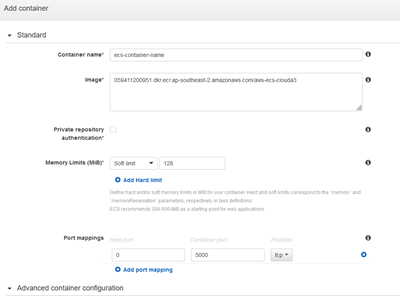 Add container
Standard
Container name*
ecs-container-name
Image*
059411200951.dkr.ecr.ap-southeast-2.amazonaws.com/aws-ecs-clouda3
Private repository
authentication*
Memory Limits (MiB)*
Soft limit
128
Add Hard limit
Define hard and/or soft memory limits in MiB for your container. Hard and soft limits correspond to the `memory` and
`memoryReservation` parameters, respectively, in task definitions.
ECS recommends 300-500 MiB as a starting point for web applications.
Port mappings
Host port
Container port
Protocol
0
5000
tcp
Add port mapping
Advanced container configuration